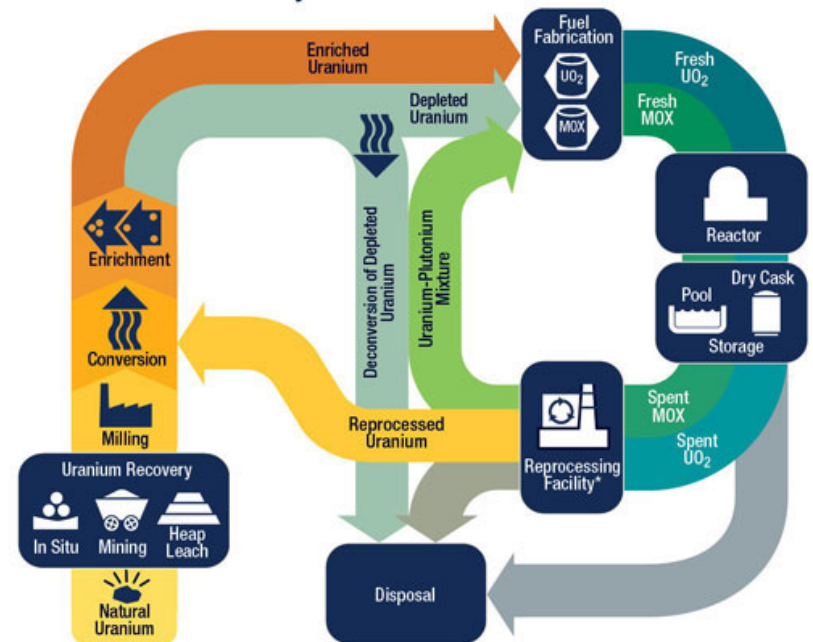 Fuel
Fabrication
UO₂
MOX
Enriched
Uranium
Depleted
Uranium
Fresh
UO₂
Fresh
MOX
Reactor
Pool
Dry Cask
Storage
Enrichment
Conversion
Milling
Uranium Recovery
In Situ
Mining
Heap
Leach
Natural
Uranium
Deconversion of Depleted
Uranium
Uranium-Plutonium
Mixture
Reprocessed
Uranium
Reprocessing
Facility*
Spent
MOX
Spent
UO₂
Disposal